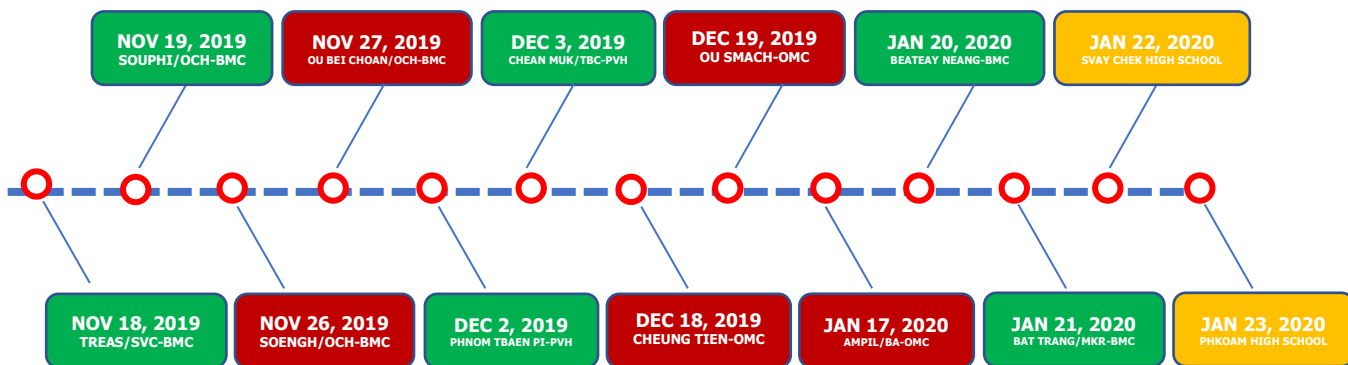 NOV 19, 2019
SOUPHI/OCH-BMC
NOV 27, 2019
OU BEI CHOAN/OCH-BMC
DEC 3, 2019
CHEAN MUK/TBC-PVH
DEC 19, 2019
OU SMACH-OMC
JAN 20, 2020
BEATEAY NEANG-BMC
JAN 22, 2020
SVAY CHEK HIGH SCHOOL
NOV 18, 2019
TREAS/SVC-BMC
NOV 26, 2019
SOENGH/OCH-BMC
DEC 2, 2019
PHNOM TBAEN PI-PVH
DEC 18, 2019
CHEUNG TIEN-OMC
JAN 17, 2020
AMPIL/BA-OMC
JAN 21, 2020
BAT TRANG/MKR-BMC
JAN 23, 2020
PHKOAM HIGH SCHOOL